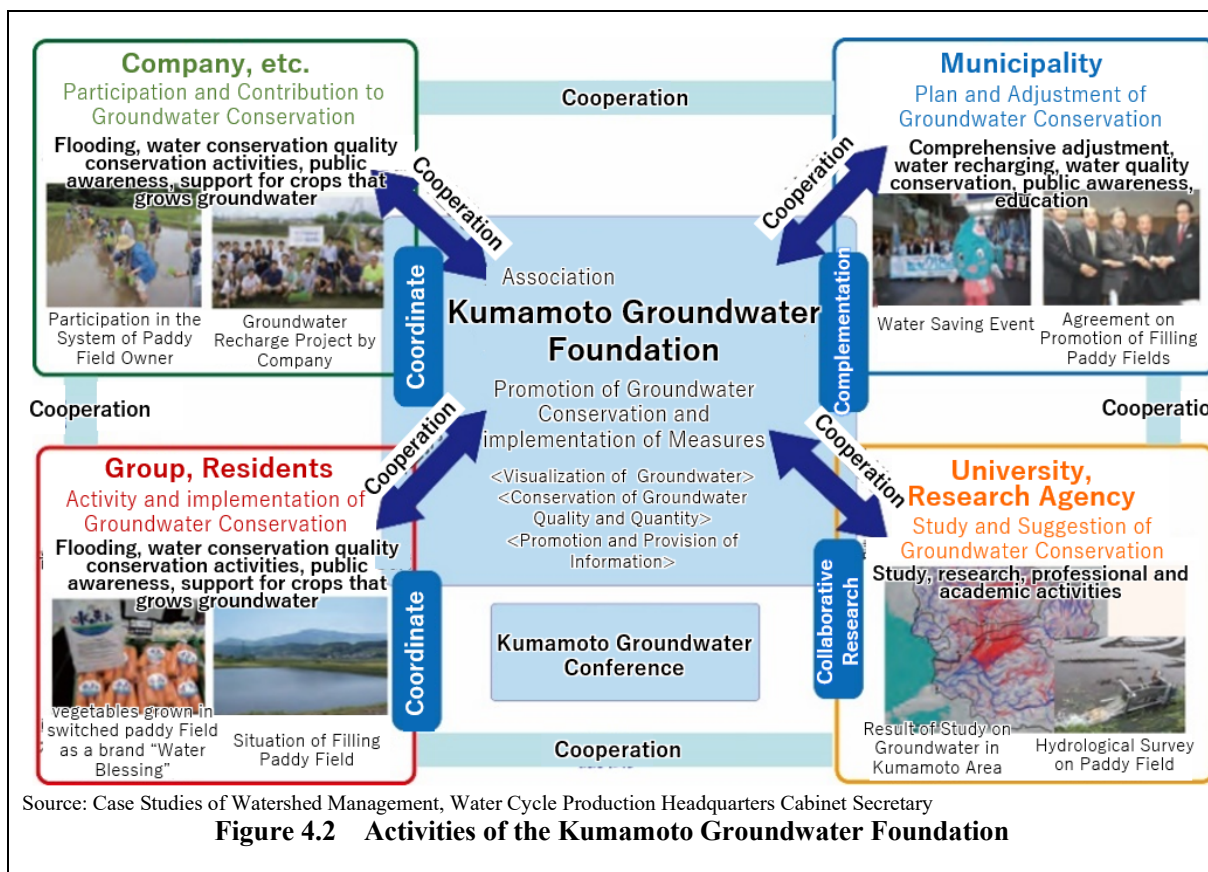 Company, etc.
Participation and Contribution to
Groundwater Conservation
Flooding, water conservation quality
conservation activities, public
awareness, support for crops that
grows groundwater
Participation in the
System of Paddy
Field Owner
Groundwater
Recharge Project by
Company
Cooperation
Municipality
Plan and Adjustment of
Groundwater Conservation
Comprehensive adjustment,
water recharging, water quality
conservation, public awareness,
education
Water Saving Event
Agreement on
Promotion of Filling
Paddy Fields
Cooperation
Cooperation
Coordinate
Complementation
Association
Kumamoto Groundwater
Foundation
Promotion of Groundwater
Conservation and
implementation of Measures
<Visualization of Groundwater>
<Conservation of Groundwater
Quality and Quantity>
<Promotion and Provision of
Information>
Cooperation
Cooperatio
Cooperation
Cooperation
Group, Residents
Activity and implementation of
Groundwater Conservation
Flooding, water conservation quality
conservation activities, public
awareness, support for crops that
grows groundwater
vegetables grown in
switched paddy Field
as a brand "Water
Blessing"
Situation of Filling
Paddy Field
Coordinate
Kumamoto Groundwater
Conference
Collaborative
Research
University,
Research Agency
Study and Suggestion of
Groundwater Conservation
Study, research, professional and
academic activities
Result of Study on
Groundwater in
Kumamoto Area
Hydrological Survey
on Paddy Field
Cooperation
Source: Case Studies of Watershed Management, Water Cycle Production Headquarters Cabinet Secretary
Figure 4.2 Activities of the Kumamoto Groundwater Foundation